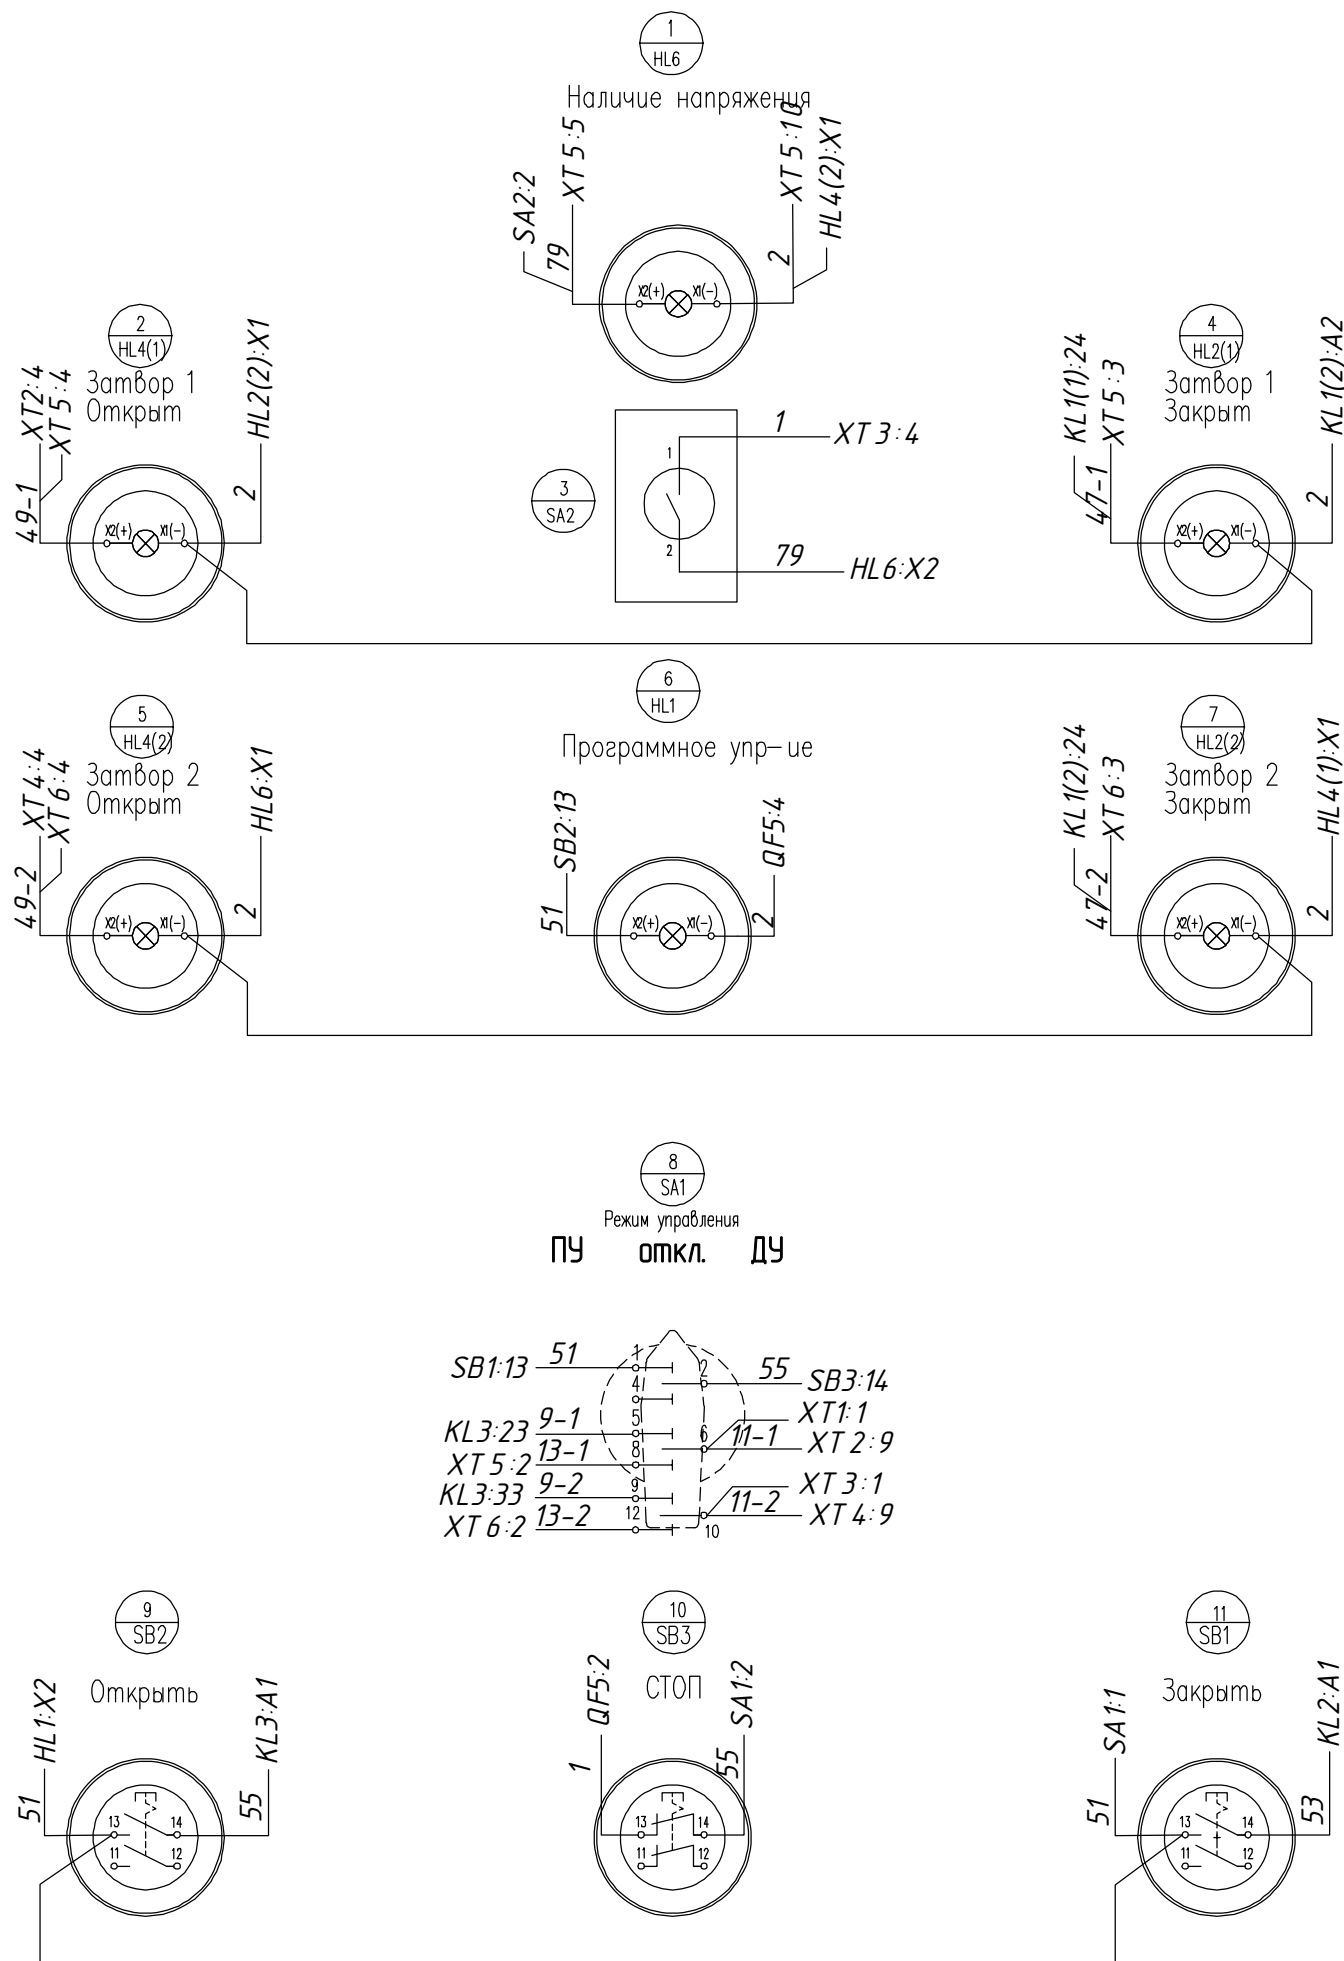 1
HL6
Наличие напряжения
SA2:2
XT5:5
79
XT5:10
HL4(2):X1
2
X2(+) X1(-)
2
HL4(1)
Затвор 1
Открыт
XT2:4
XT5:4
49-1
HL2(2):X1
2
X2(+) X1(-)
4
HL2(1)
Затвор 1
Закрыт
KL1(1):24
XT5:3
47-1
KL1(2):A2
2
X2(+) X1(-)
3
SA2
1
1
XT3:4
2
79
HL6:X2
5
HL4(2)
Затвор 2
Открыт
XT4:4
XT6:4
49-2
HL6:X1
2
X2(+) X1(-)
6
HL1
Программное упр-ие
SB2:13
51
QF5:4
2
X2(+) X1(-)
7
HL2(2)
Затвор 2
Закрыт
KL1(2):24
XT6:3
47-2
HL4(1):X1
2
X2(+) X1(-)
8
SA1
Режим управления
ПУ откл. ДУ
SB1:13 51 1
2 55 SB3:14
4
XT1:1
KL3:23 9-1 5
6 11-1 XT2:9
XT5:2 13-1 8
XT3:1
KL3:33 9-2 9
11-2 XT4:9
XT6:2 13-2 12
10
9
SB2
Открыть
HL1:X2
51
KL3:A1
55
13 14
11 12
10
SB3
СТОП
QF5:2
1
SA1:2
55
13 14
11 12
11
SB1
Закрыть
SA1:1
51
KL2:A1
53
13 14
11 12